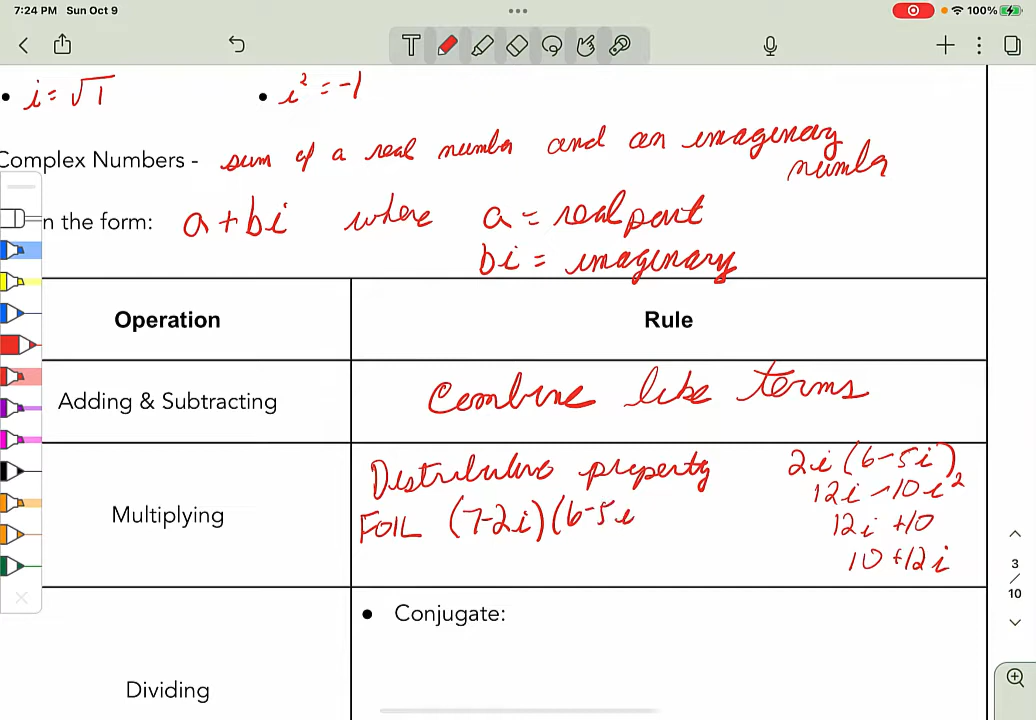 7:24 PM Sun Oct 9
100%
• i = √1 • i² = -1
Complex Numbers - sum of a real number and an imaginary
number
n the form: a + bi where a = real part
bi = imaginary
Operation Rule
Adding & Subtracting Combine like terms
Distributive property 2i (6-5i)
12i -10i²
Multiplying FOIL (7-2i)(6-5i
12i +10
10 +12i
• Conjugate:
Dividing
3
/
10